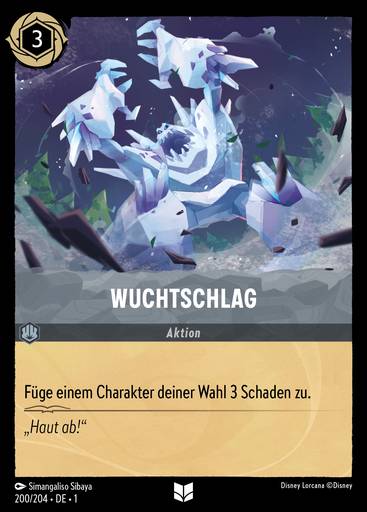 3
WUCHTSCHLAG
Aktion
Füge einem Charakter deiner Wahl 3 Schaden zu.
„Haut ab!“
Simangaliso Sibaya
200/204 • DE • 1
Disney Lorcana ©Disney